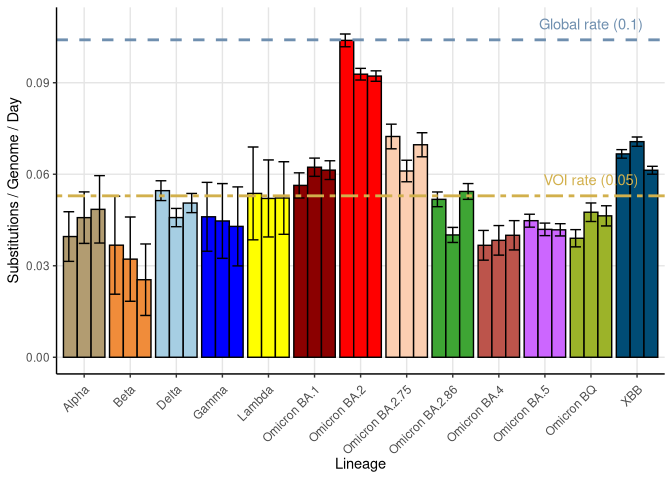 Global rate (0.1)
VOI rate (0.05)
Substitutions / Genome / Day
0.09
0.06
0.03
0.00
Alpha
Beta
Delta
Gamma
Lambda
Omicron BA.1
Omicron BA.2
Omicron BA.2.75
Omicron BA.2.86
Omicron BA.4
Omicron BA.5
Omicron BQ
XBB
Lineage